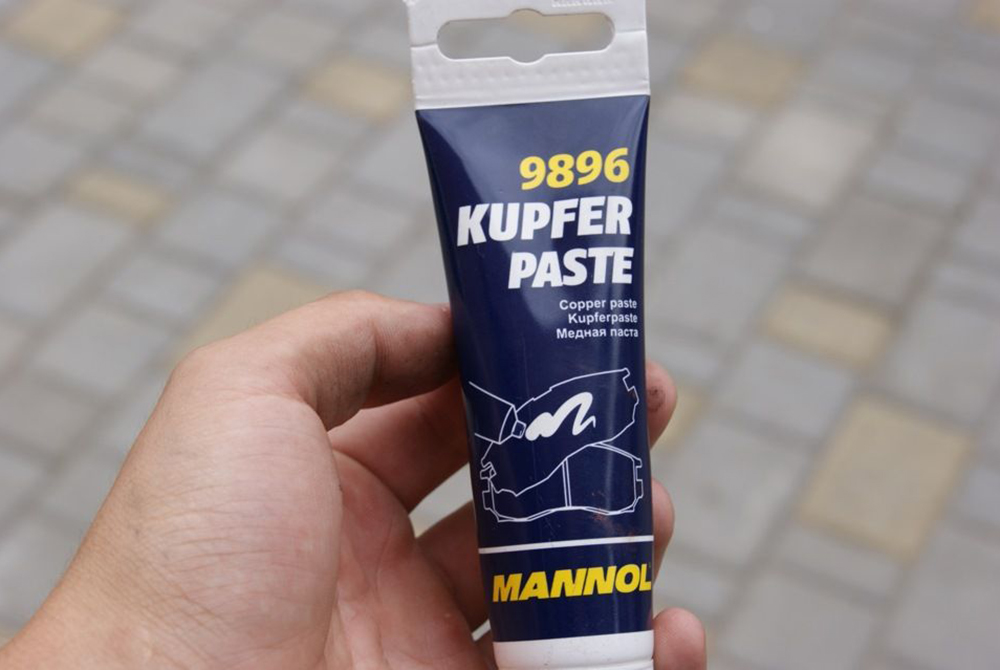 9896
KUPFER
PASTE
Copper paste
Kupferpaste
Медная паста
MANNOL